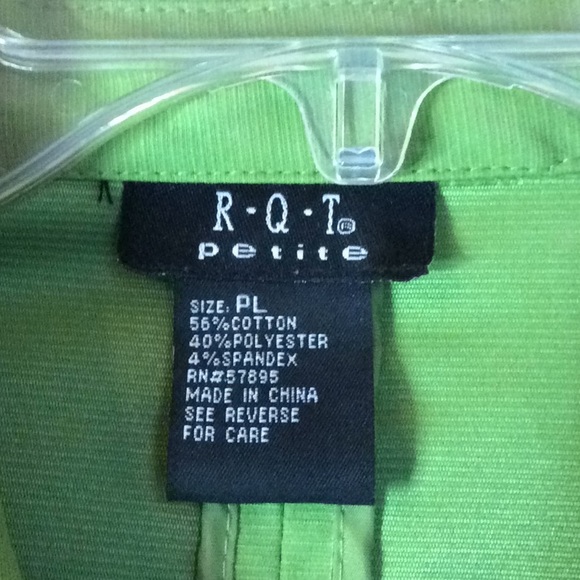 R·Q·T®
petite
SIZE: PL
56%COTTON
40%POLYESTER
4%SPANDEX
RN#57895
MADE IN CHINA
SEE REVERSE
FOR CARE